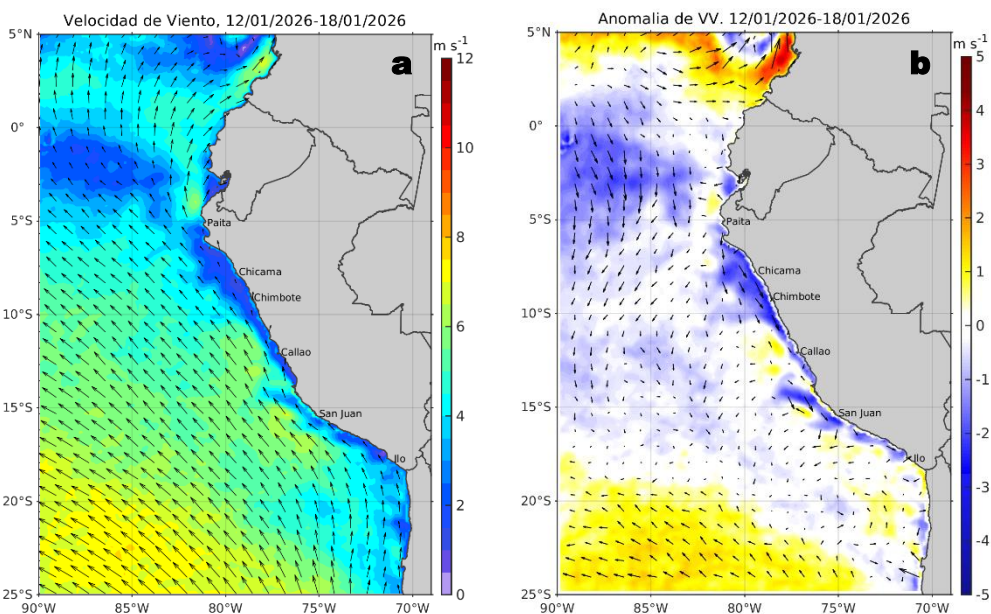 Velocidad de Viento, 12/01/2026-18/01/2026
5°N
0°
5°S
10°S
15°S
20°S
25°S
90°W
85°W
80°W
75°W
70°W
a
Paita
Chicama
Chimbote
Callao
San Juan
Ilo
m s⁻¹
12
10
8
6
4
2
0
Anomalia de VV. 12/01/2026-18/01/2026
5°N
0°
5°S
10°S
15°S
20°S
25°S
90°W
85°W
80°W
75°W
70°W
b
Paita
Chicama
Chimbote
Callao
San Juan
Ilo
m s⁻¹
5
4
3
2
1
0
-1
-2
-3
-4
-5